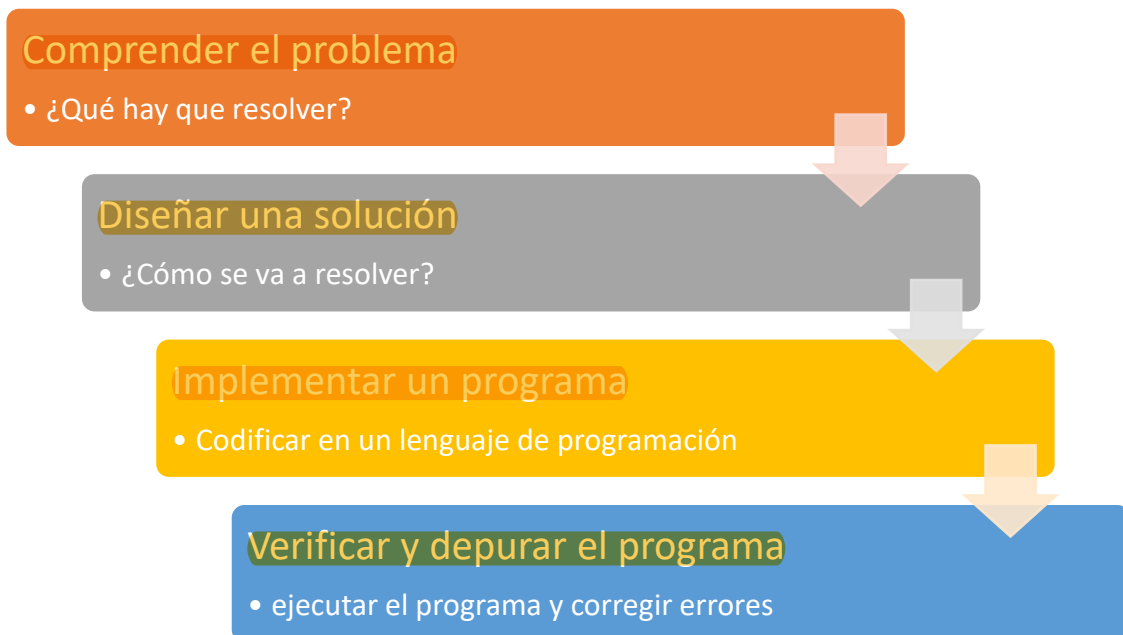 Comprender el problema
• ¿Qué hay que resolver?
Diseñar una solución
• ¿Cómo se va a resolver?
Implementar un programa
• Codificar en un lenguaje de programación
Verificar y depurar el programa
• ejecutar el programa y corregir errores